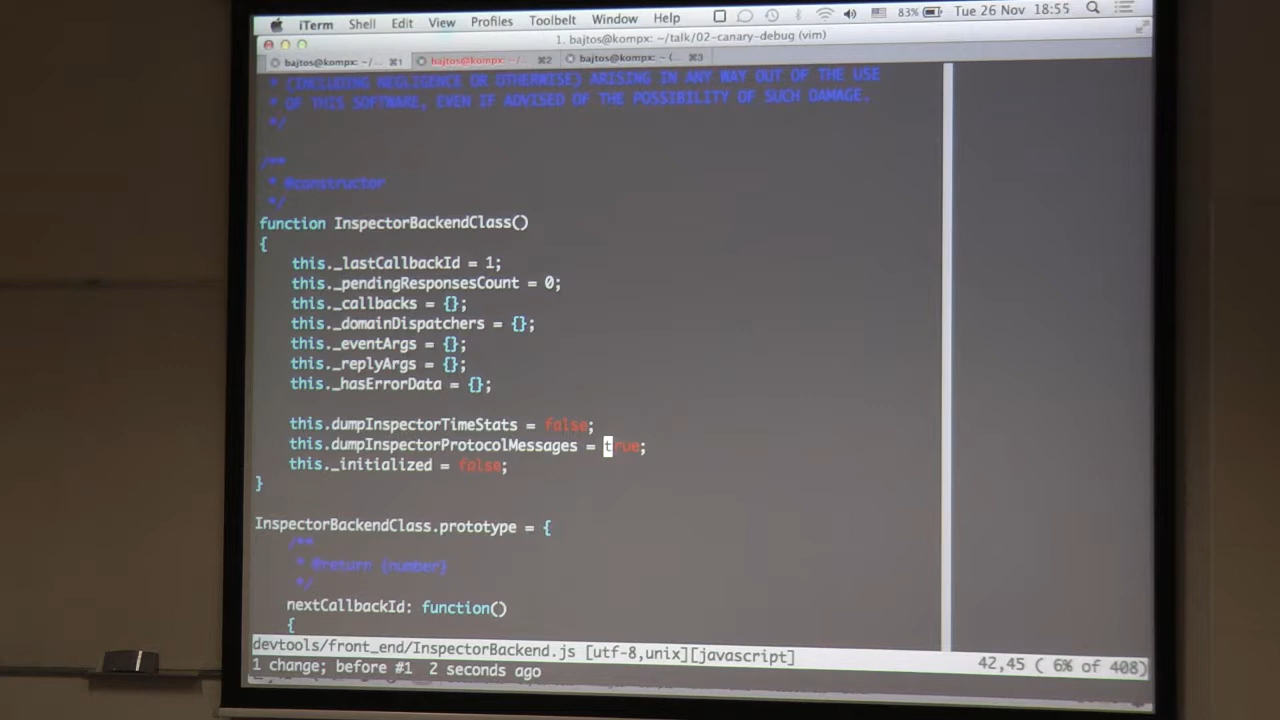 iTerm Shell Edit View Profiles Toolbelt Window Help 83% Tue 26 Nov 18:55
1. bajtos@kompx: ~/talk/02-canary-debug (vim)
bajtos@kompx: ~/... ⌘1 bajtos@kompx: ~/... ⌘2 bajtos@kompx: ~ (... ⌘3
* (INCLUDING NEGLIGENCE OR OTHERWISE) ARISING IN ANY WAY OUT OF THE USE
* OF THIS SOFTWARE, EVEN IF ADVISED OF THE POSSIBILITY OF SUCH DAMAGE.
*/
/**
* @constructor
*/
function InspectorBackendClass()
{
this._lastCallbackId = 1;
this._pendingResponsesCount = 0;
this._callbacks = {};
this._domainDispatchers = {};
this._eventArgs = {};
this._replyArgs = {};
this._hasErrorData = {};
this.dumpInspectorTimeStats = false;
this.dumpInspectorProtocolMessages = true;
this._initialized = false;
}
InspectorBackendClass.prototype = {
/**
* @return {number}
*/
nextCallbackId: function()
{
devtools/front_end/InspectorBackend.js [utf-8,unix][javascript] 42,45 ( 6% of 408)
1 change; before #1 2 seconds ago